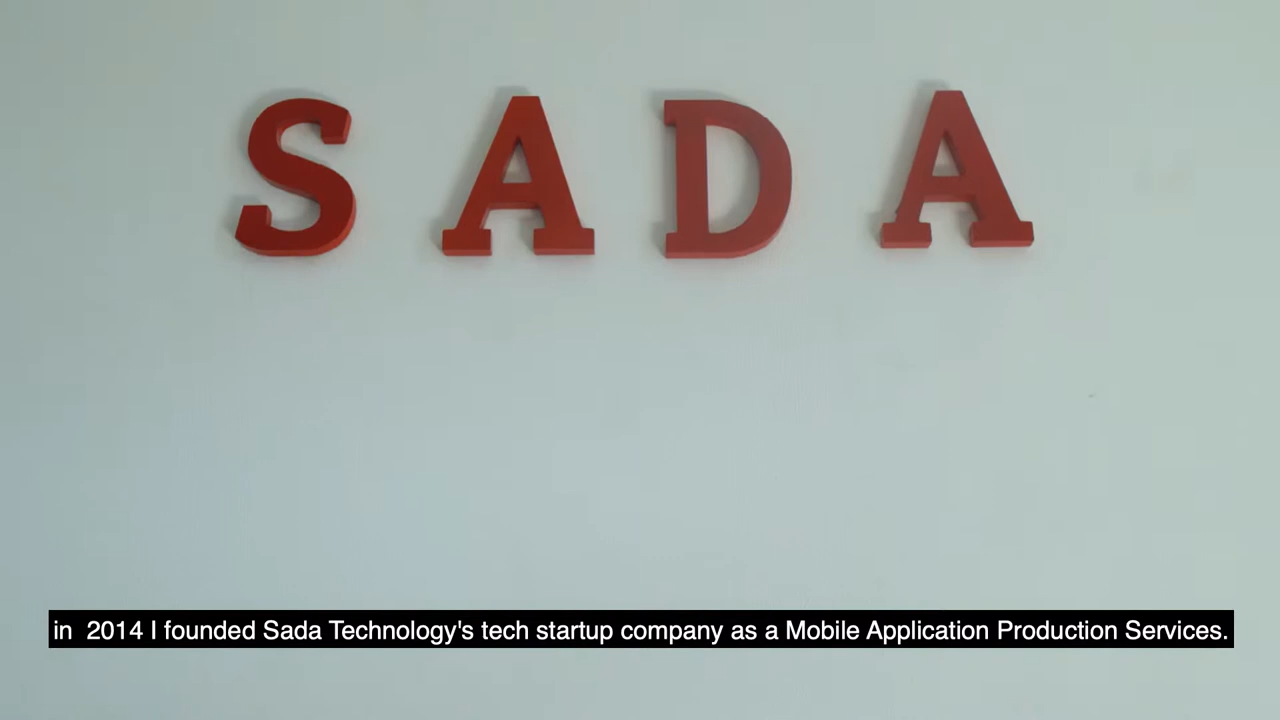 SADA
in  2014 I founded Sada Technology's tech startup company as a Mobile Application Production Services.